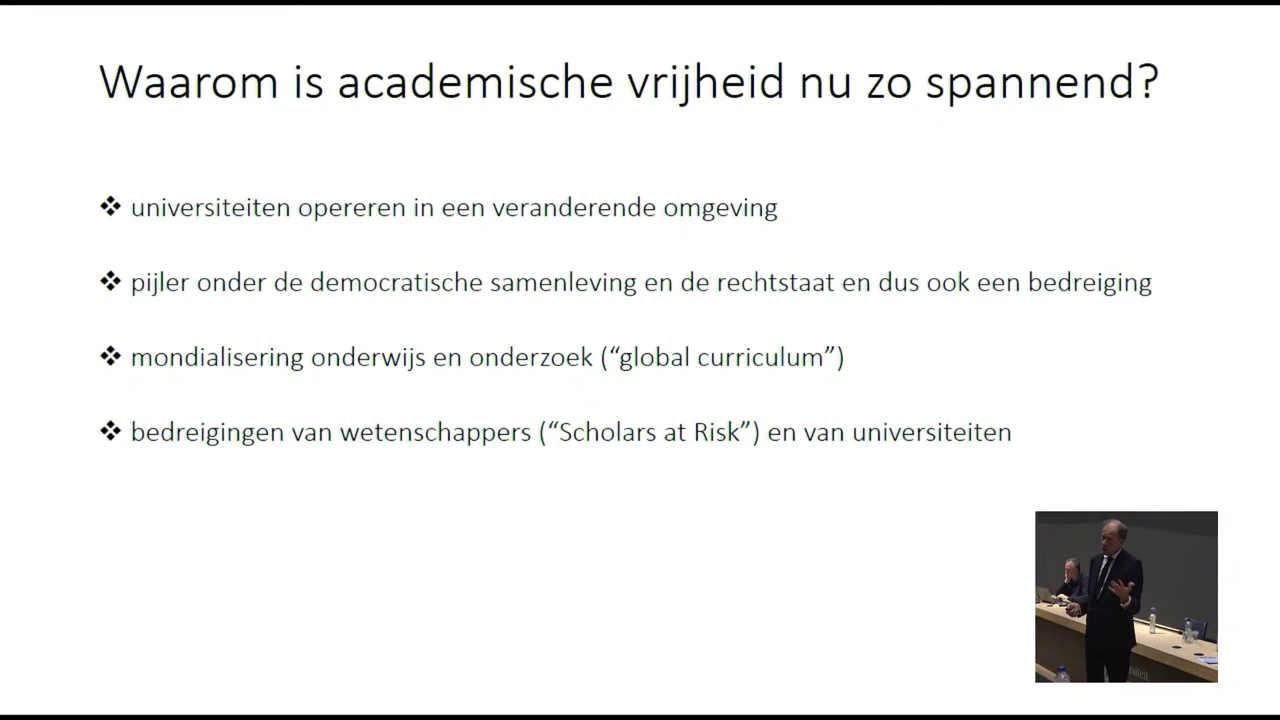 Waarom is academische vrijheid nu zo spannend?
❖ universiteiten opereren in een veranderende omgeving
❖ pijler onder de democratische samenleving en de rechtstaat en dus ook een bedreiging
❖ mondialisering onderwijs en onderzoek (“global curriculum”)
❖ bedreigingen van wetenschappers (“Scholars at Risk”) en van universiteiten